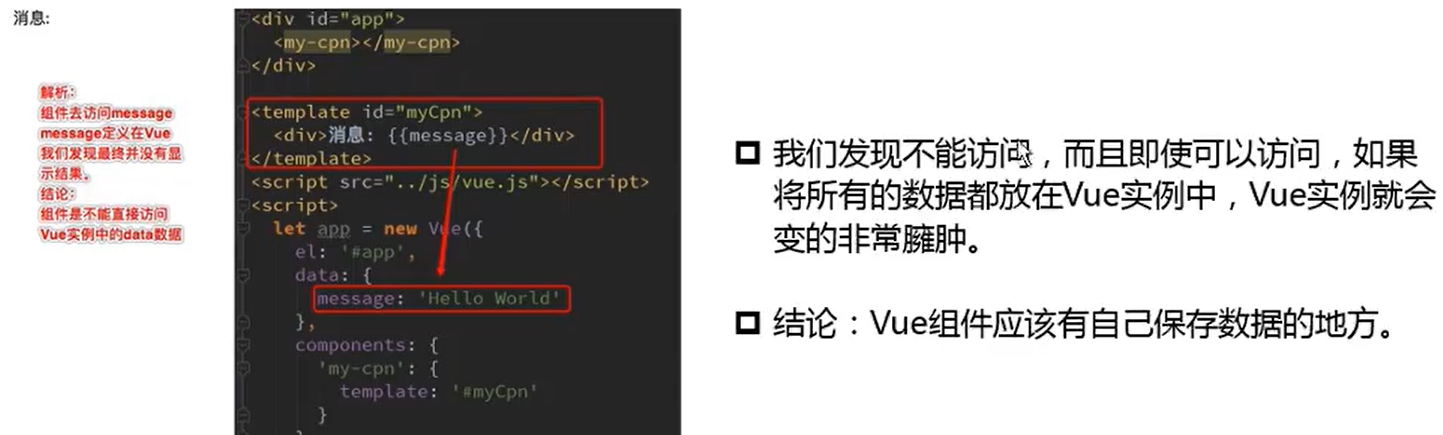 消息:
解析：
组件去访问message
message定义在Vue
我们发现最终并没有显
示结果。
结论：
组件是不能直接访问
Vue实例中的data数据
<div id="app">
<my-cpn></my-cpn>
</div>
<template id="myCpn">
<div>消息: {{message}}</div>
</template>
<script src="../js/vue.js"></script>
<script>
let app = new Vue({
el: '#app',
data: {
message: 'Hello World'
},
components: {
'my-cpn': {
template: '#myCpn'
}
我们发现不能访问，而且即使可以访问，如果
将所有的数据都放在Vue实例中，Vue实例就会
变的非常臃肿。
结论：Vue组件应该有自己保存数据的地方。